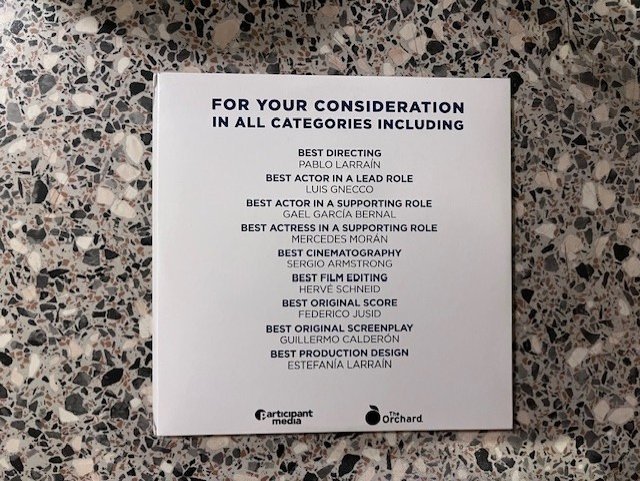 FOR YOUR CONSIDERATION
IN ALL CATEGORIES INCLUDING
BEST DIRECTING
PABLO LARRAÍN
BEST ACTOR IN A LEAD ROLE
LUIS GNECCO
BEST ACTOR IN A SUPPORTING ROLE
GAEL GARCÍA BERNAL
BEST ACTRESS IN A SUPPORTING ROLE
MERCEDES MORÁN
BEST CINEMATOGRAPHY
SERGIO ARMSTRONG
BEST FILM EDITING
HERVÉ SCHNEID
BEST ORIGINAL SCORE
FEDERICO JUSID
BEST ORIGINAL SCREENPLAY
GUILLERMO CALDERÓN
BEST PRODUCTION DESIGN
ESTEFANÍA LARRAÍN
Participant
media
The
Orchard